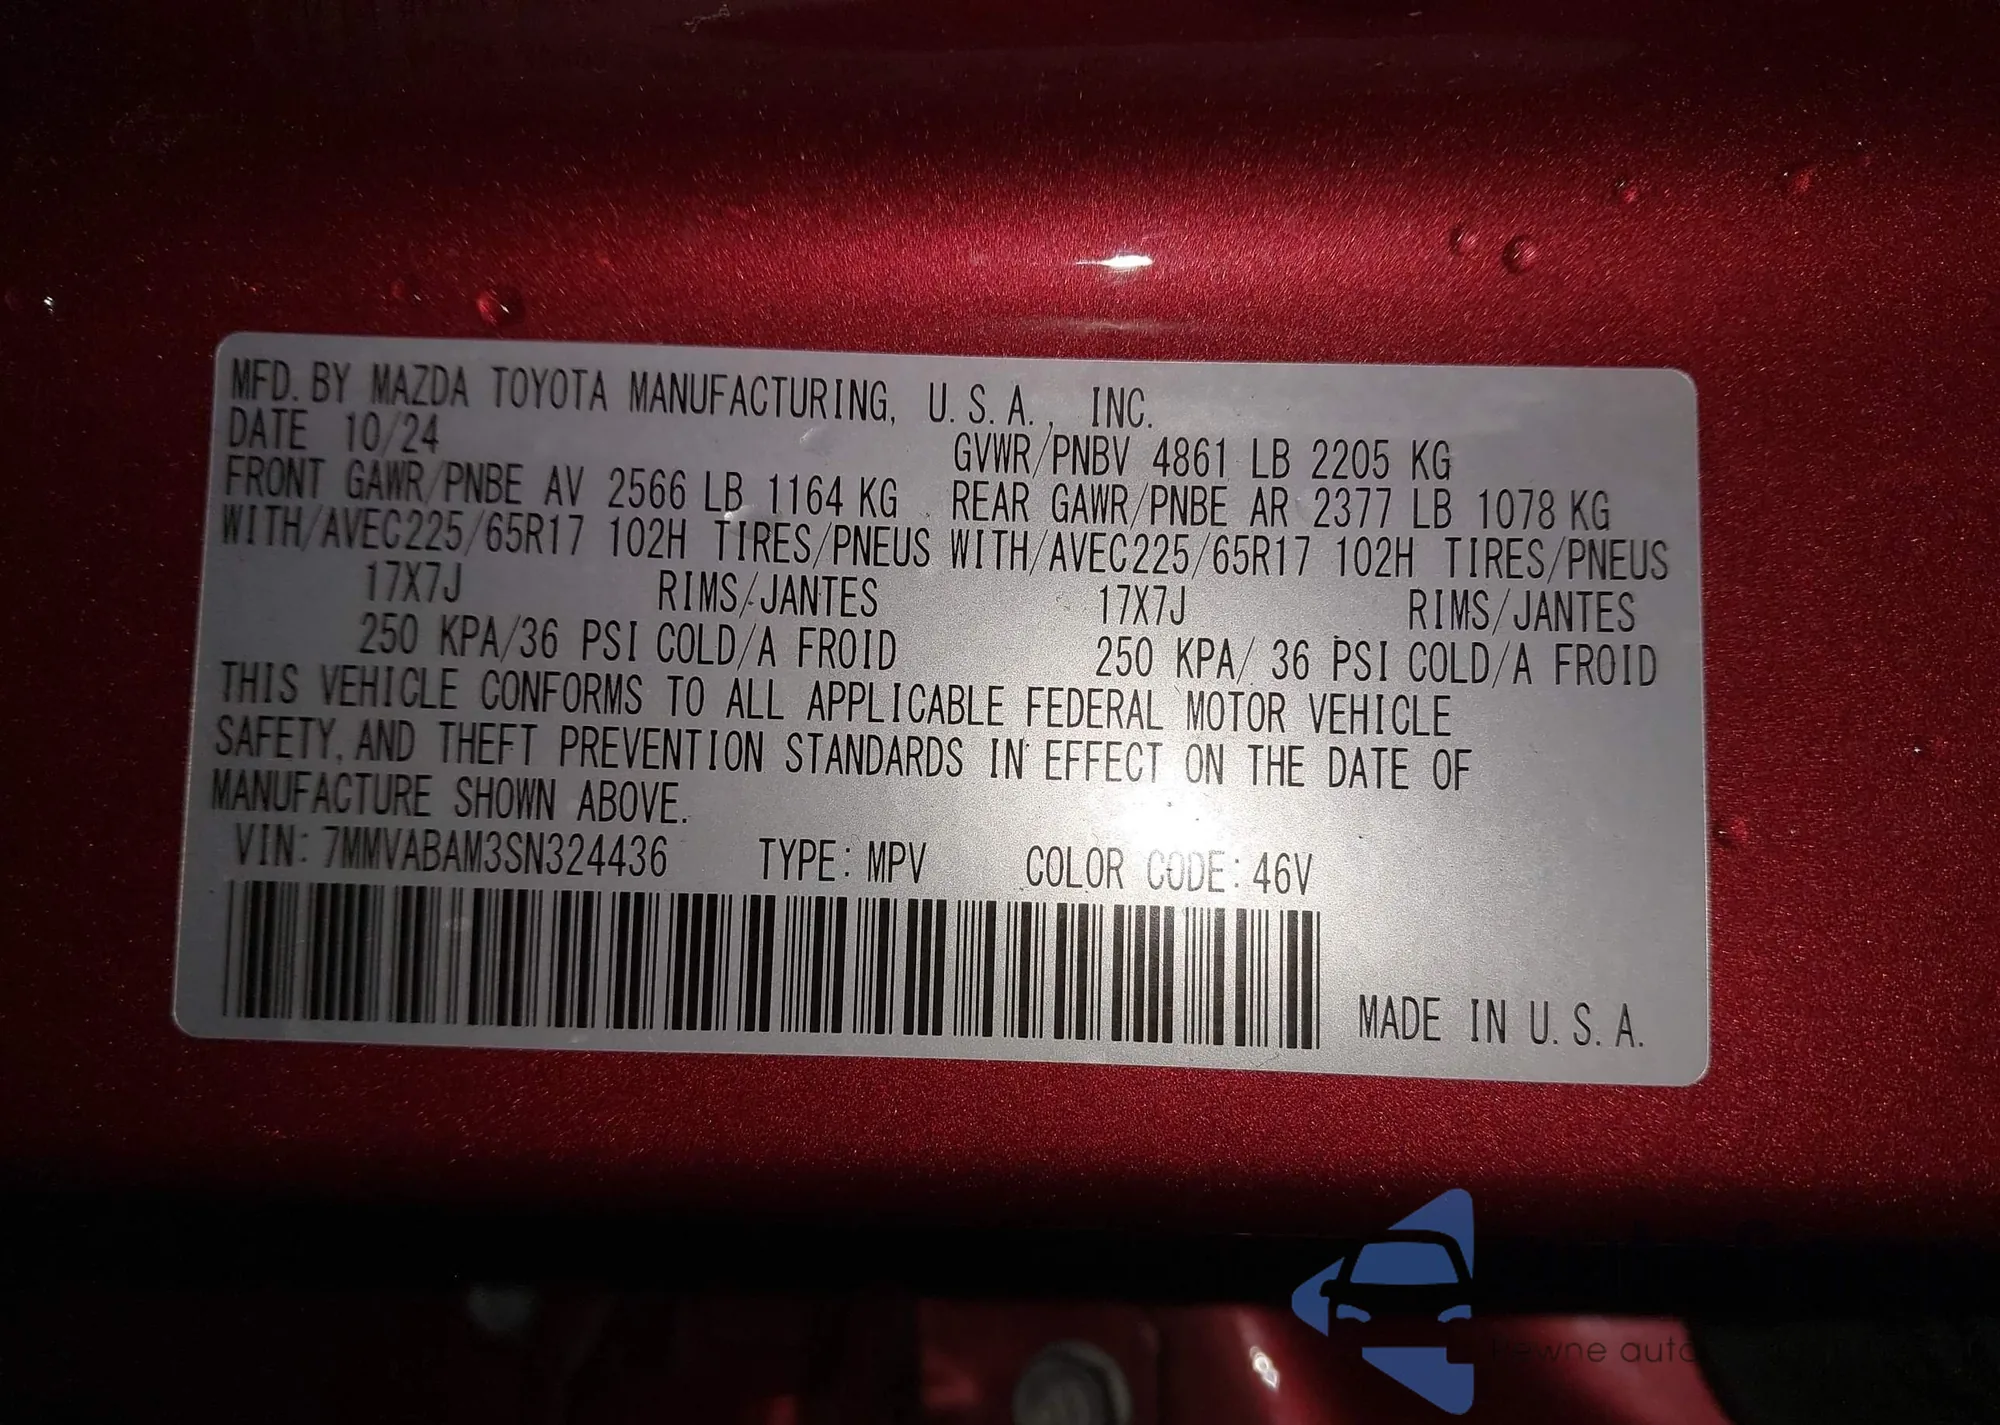 MFD. BY MAZDA TOYOTA MANUFACTURING, U.S.A., INC.
DATE 10/24
GVWR/PNBV 4861 LB 2205 KG
FRONT GAWR/PNBE AV 2566 LB 1164 KG REAR GAWR/PNBE AR 2377 LB 1078 KG
WITH/AVEC225/65R17 102H TIRES/PNEUS WITH/AVEC225/65R17 102H TIRES/PNEUS
17X7J RIMS/JANTES 17X7J RIMS/JANTES
250 KPA/36 PSI COLD/A FROID 250 KPA/ 36 PSI COLD/A FROID
THIS VEHICLE CONFORMS TO ALL APPLICABLE FEDERAL MOTOR VEHICLE
SAFETY, AND THEFT PREVENTION STANDARDS IN EFFECT ON THE DATE OF
MANUFACTURE SHOWN ABOVE.
VIN: 7MMVABAM3SN324436 TYPE: MPV COLOR CODE: 46V
MADE IN U.S.A.
auto